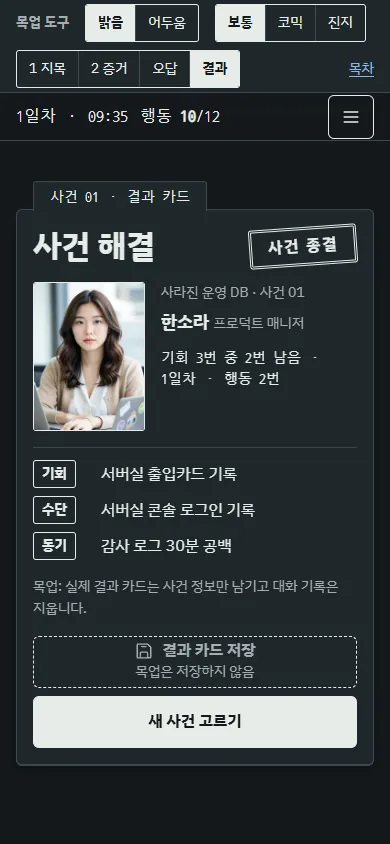 목업 도구 밝음 어두움 보통 코믹 진지
1 지목 2 증거 오답 결과 목차
1일차 · 09:35 행동 10/12
사건 01 · 결과 카드
사건 해결
사건 종결
사라진 운영 DB · 사건 01
한소라 프로덕트 매니저
기회 3번 중 2번 남음 ·
1일차 · 행동 2번
기회 서버실 출입카드 기록
수단 서버실 콘솔 로그인 기록
동기 감사 로그 30분 공백
목업: 실제 결과 카드는 사건 정보만 남기고 대화 기록은
지웁니다.
결과 카드 저장
목업은 저장하지 않음
새 사건 고르기